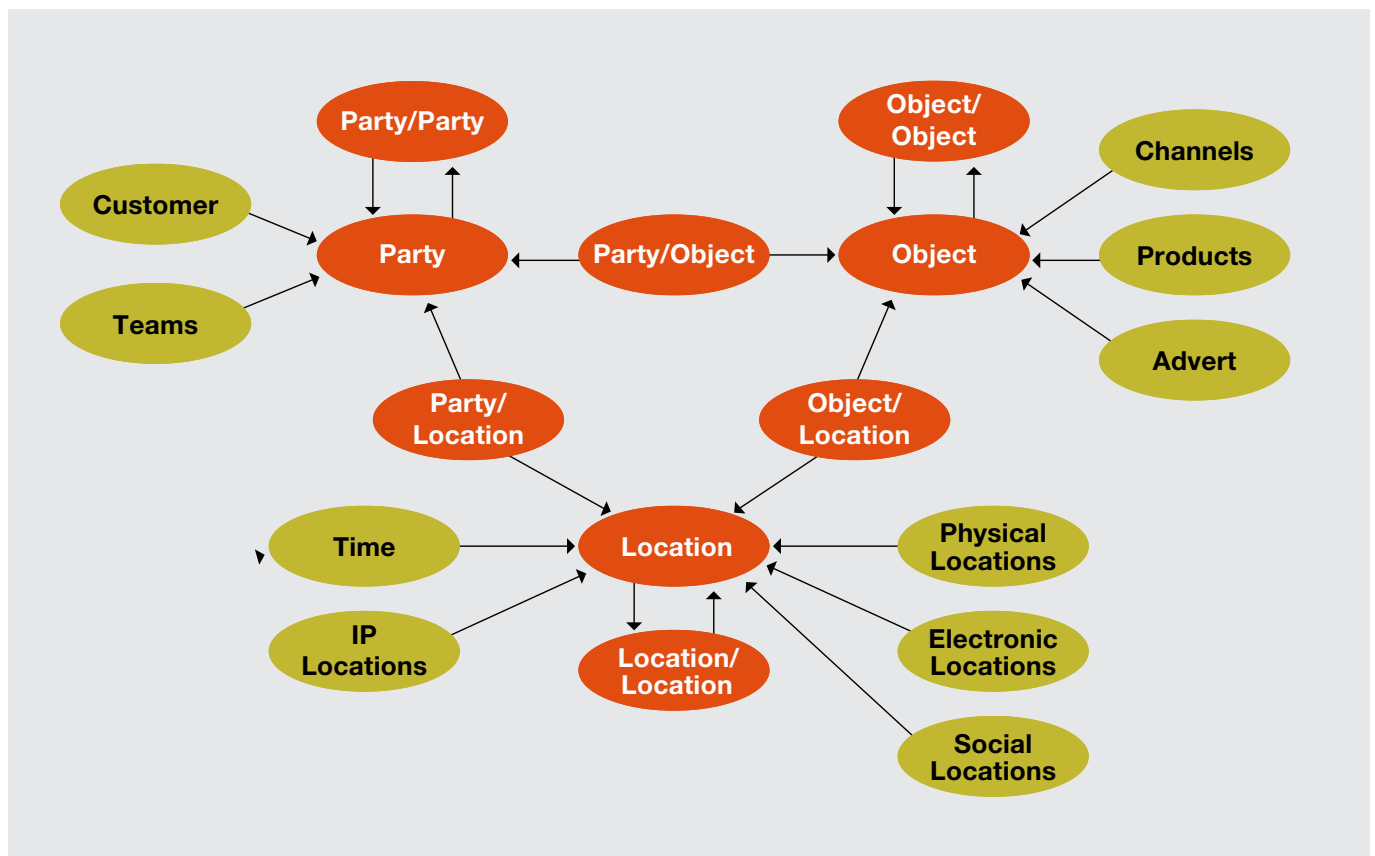 Party/Party
Object/
Object
Channels
Customer
Party
Party/Object
Object
Products
Teams
Advert
Party/
Location
Object/
Location
Time
Location
Physical
Locations
IP
Locations
Location/
Location
Electronic
Locations
Social
Locations